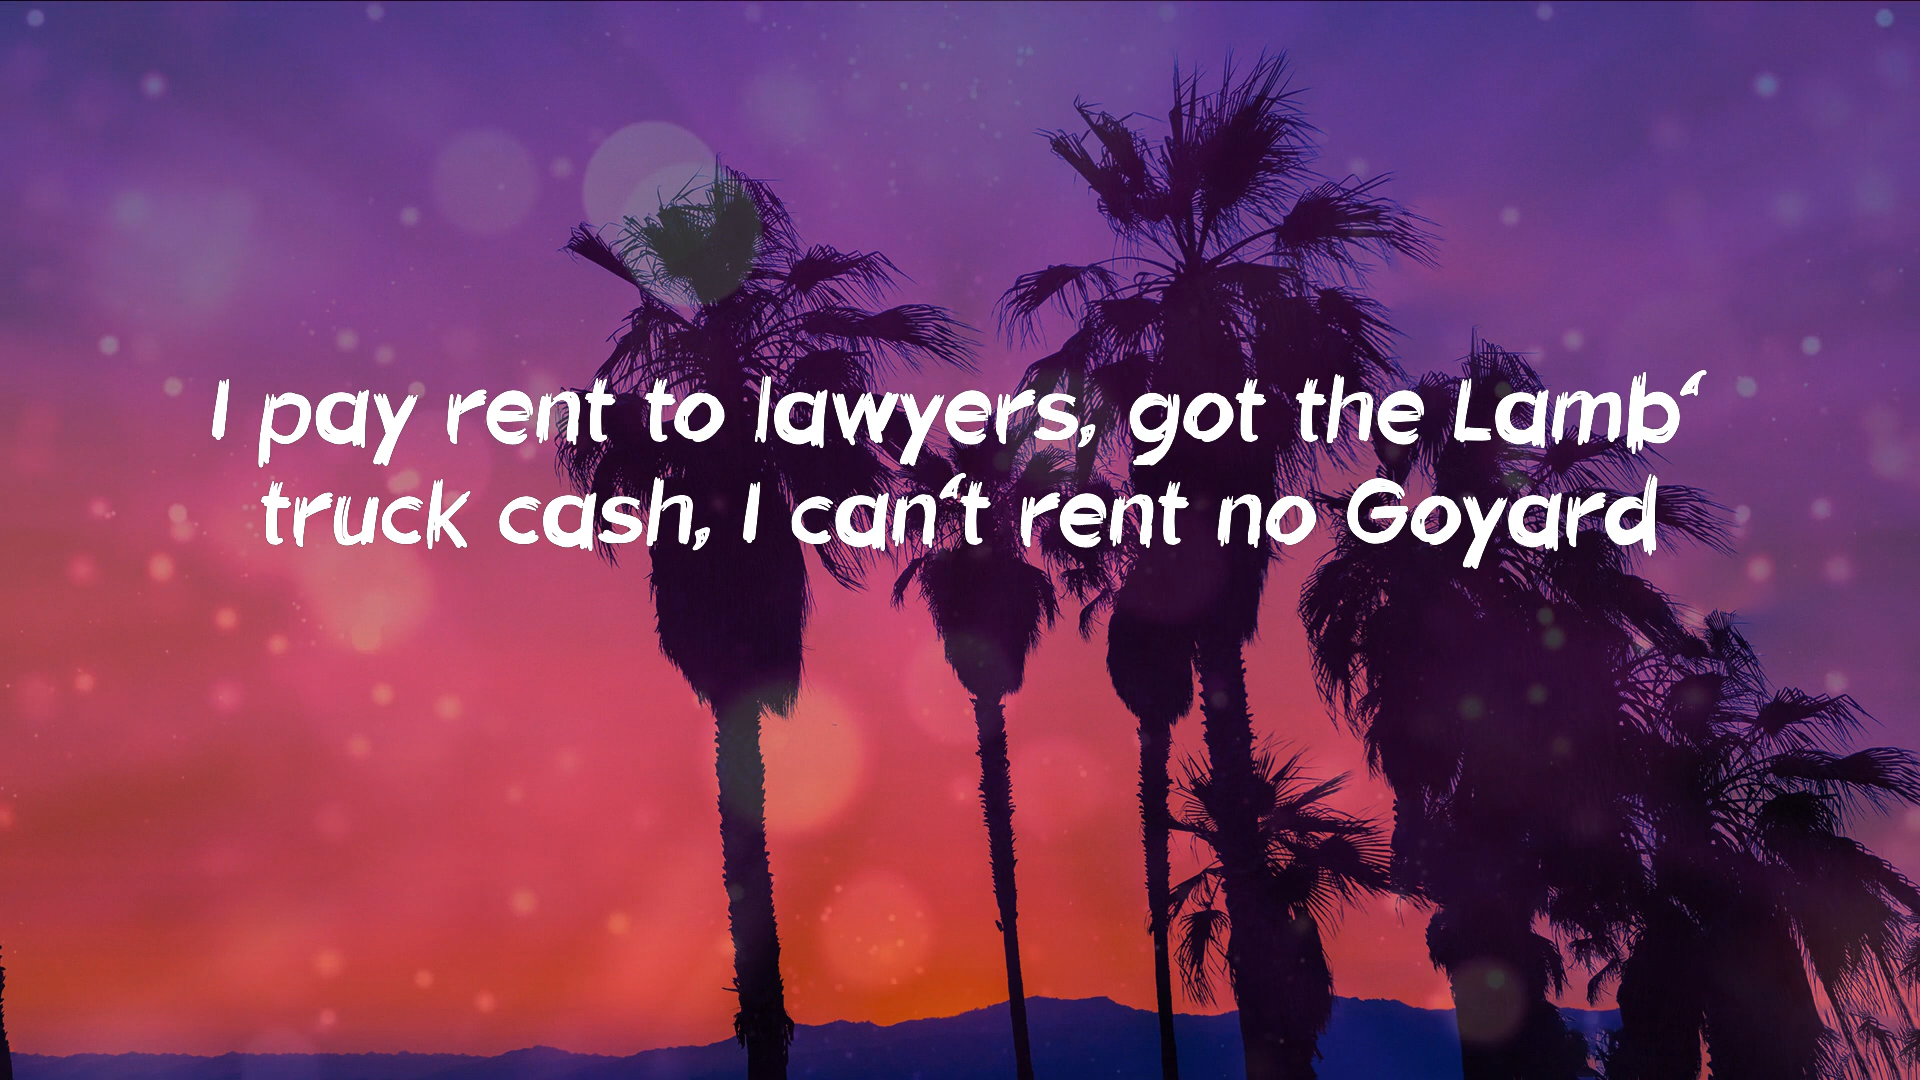 I pay rent to lawyers, got the Lamb‘
truck cash, I can‘t rent no Goyard